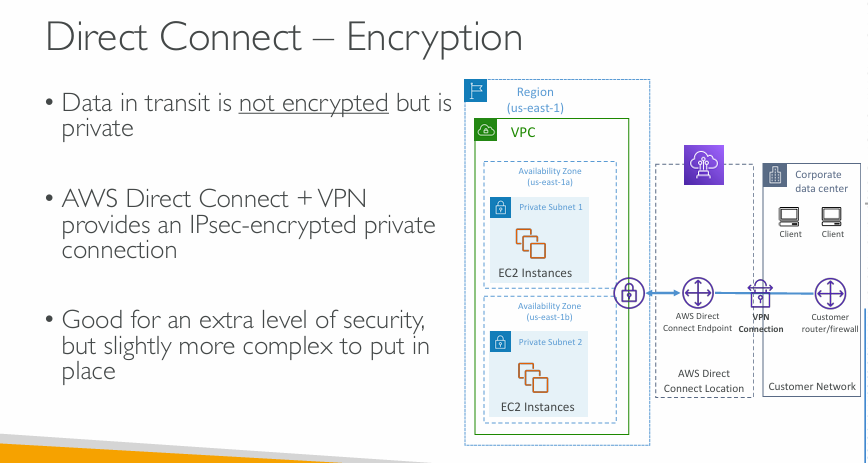 Direct Connect – Encryption
• Data in transit is not encrypted but is
private
• AWS Direct Connect + VPN
provides an IPsec-encrypted private
connection
• Good for an extra level of security,
but slightly more complex to put in
place
Region
(us-east-1)
VPC
Availability Zone
(us-east-1a)
Private Subnet 1
EC2 Instances
Availability Zone
(us-east-1b)
Private Subnet 2
EC2 Instances
AWS Direct
Connect Endpoint
AWS Direct
Connect Location
VPN
Connection
Corporate
data center
Client
Client
Customer
router/firewall
Customer Network